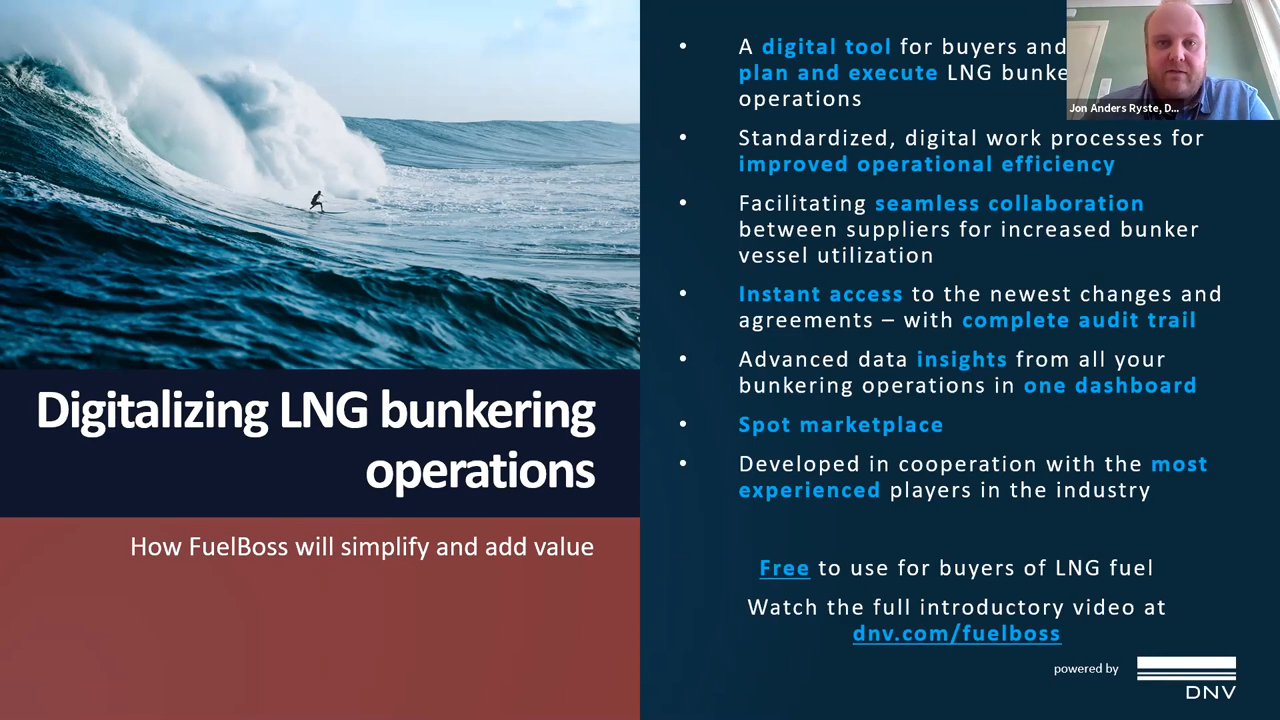 Digitalizing LNG bunkering
operations
How FuelBoss will simplify and add value
• A digital tool for buyers and
plan and execute LNG bunke
operations
• Standardized, digital work processes for
improved operational efficiency
• Facilitating seamless collaboration
between suppliers for increased bunker
vessel utilization
• Instant access to the newest changes and
agreements – with complete audit trail
• Advanced data insights from all your
bunkering operations in one dashboard
• Spot marketplace
• Developed in cooperation with the most
experienced players in the industry
Free to use for buyers of LNG fuel
Watch the full introductory video at
dnv.com/fuelboss
powered by
DNV
Jon Anders Ryste, D...